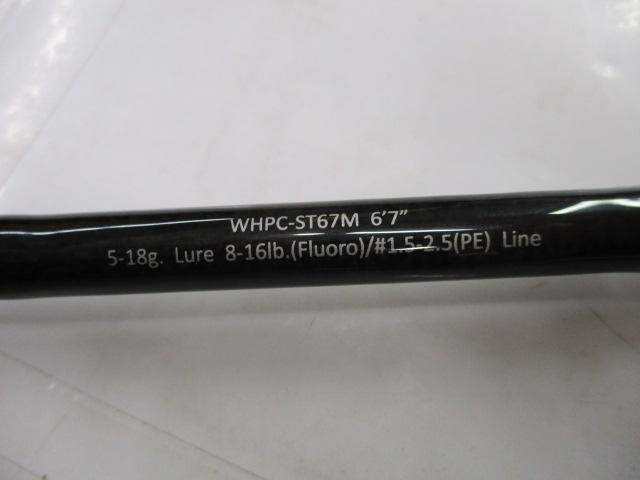 WHPC-ST67M 6’7”
5-18g. Lure 8-16lb.(Fluoro)/#1.5-2.5(PE) Line